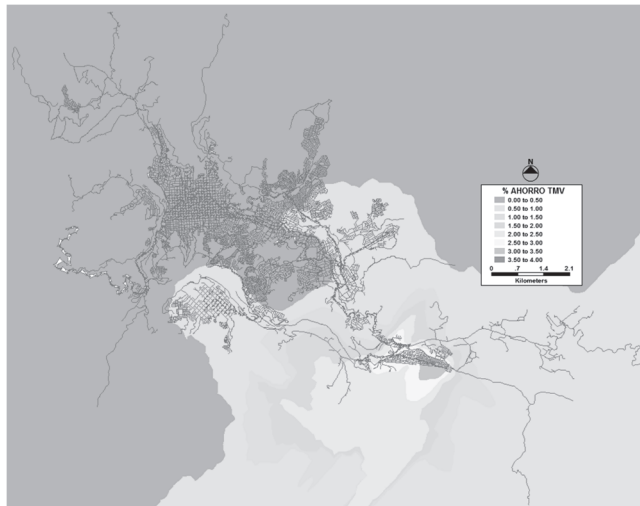 N
% AHORRO TMV
0.00 to 0.50
0.50 to 1.00
1.00 to 1.50
1.50 to 2.00
2.00 to 2.50
2.50 to 3.00
3.00 to 3.50
3.50 to 4.00
0 .7 1.4 2.1
Kilometers